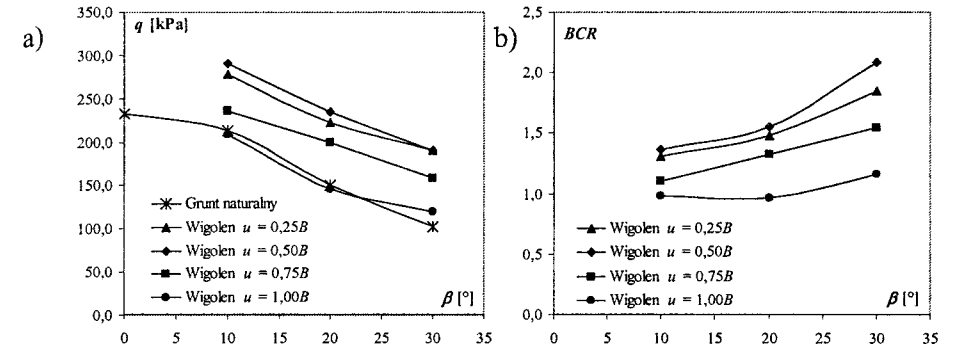 a)
q [kPa]
350,0
300,0
250,0
200,0
150,0
100,0
50,0
0,0
Grunt naturalny
Wigolen u = 0,25B
Wigolen u = 0,50B
Wigolen u = 0,75B
Wigolen u = 1,00B
β [°]
0 5 10 15 20 25 30 35
b)
BCR
2,5
2,0
1,5
1,0
0,5
0,0
Wigolen u = 0,25B
Wigolen u = 0,50B
Wigolen u = 0,75B
Wigolen u = 1,00B
β [°]
0 5 10 15 20 25 30 35